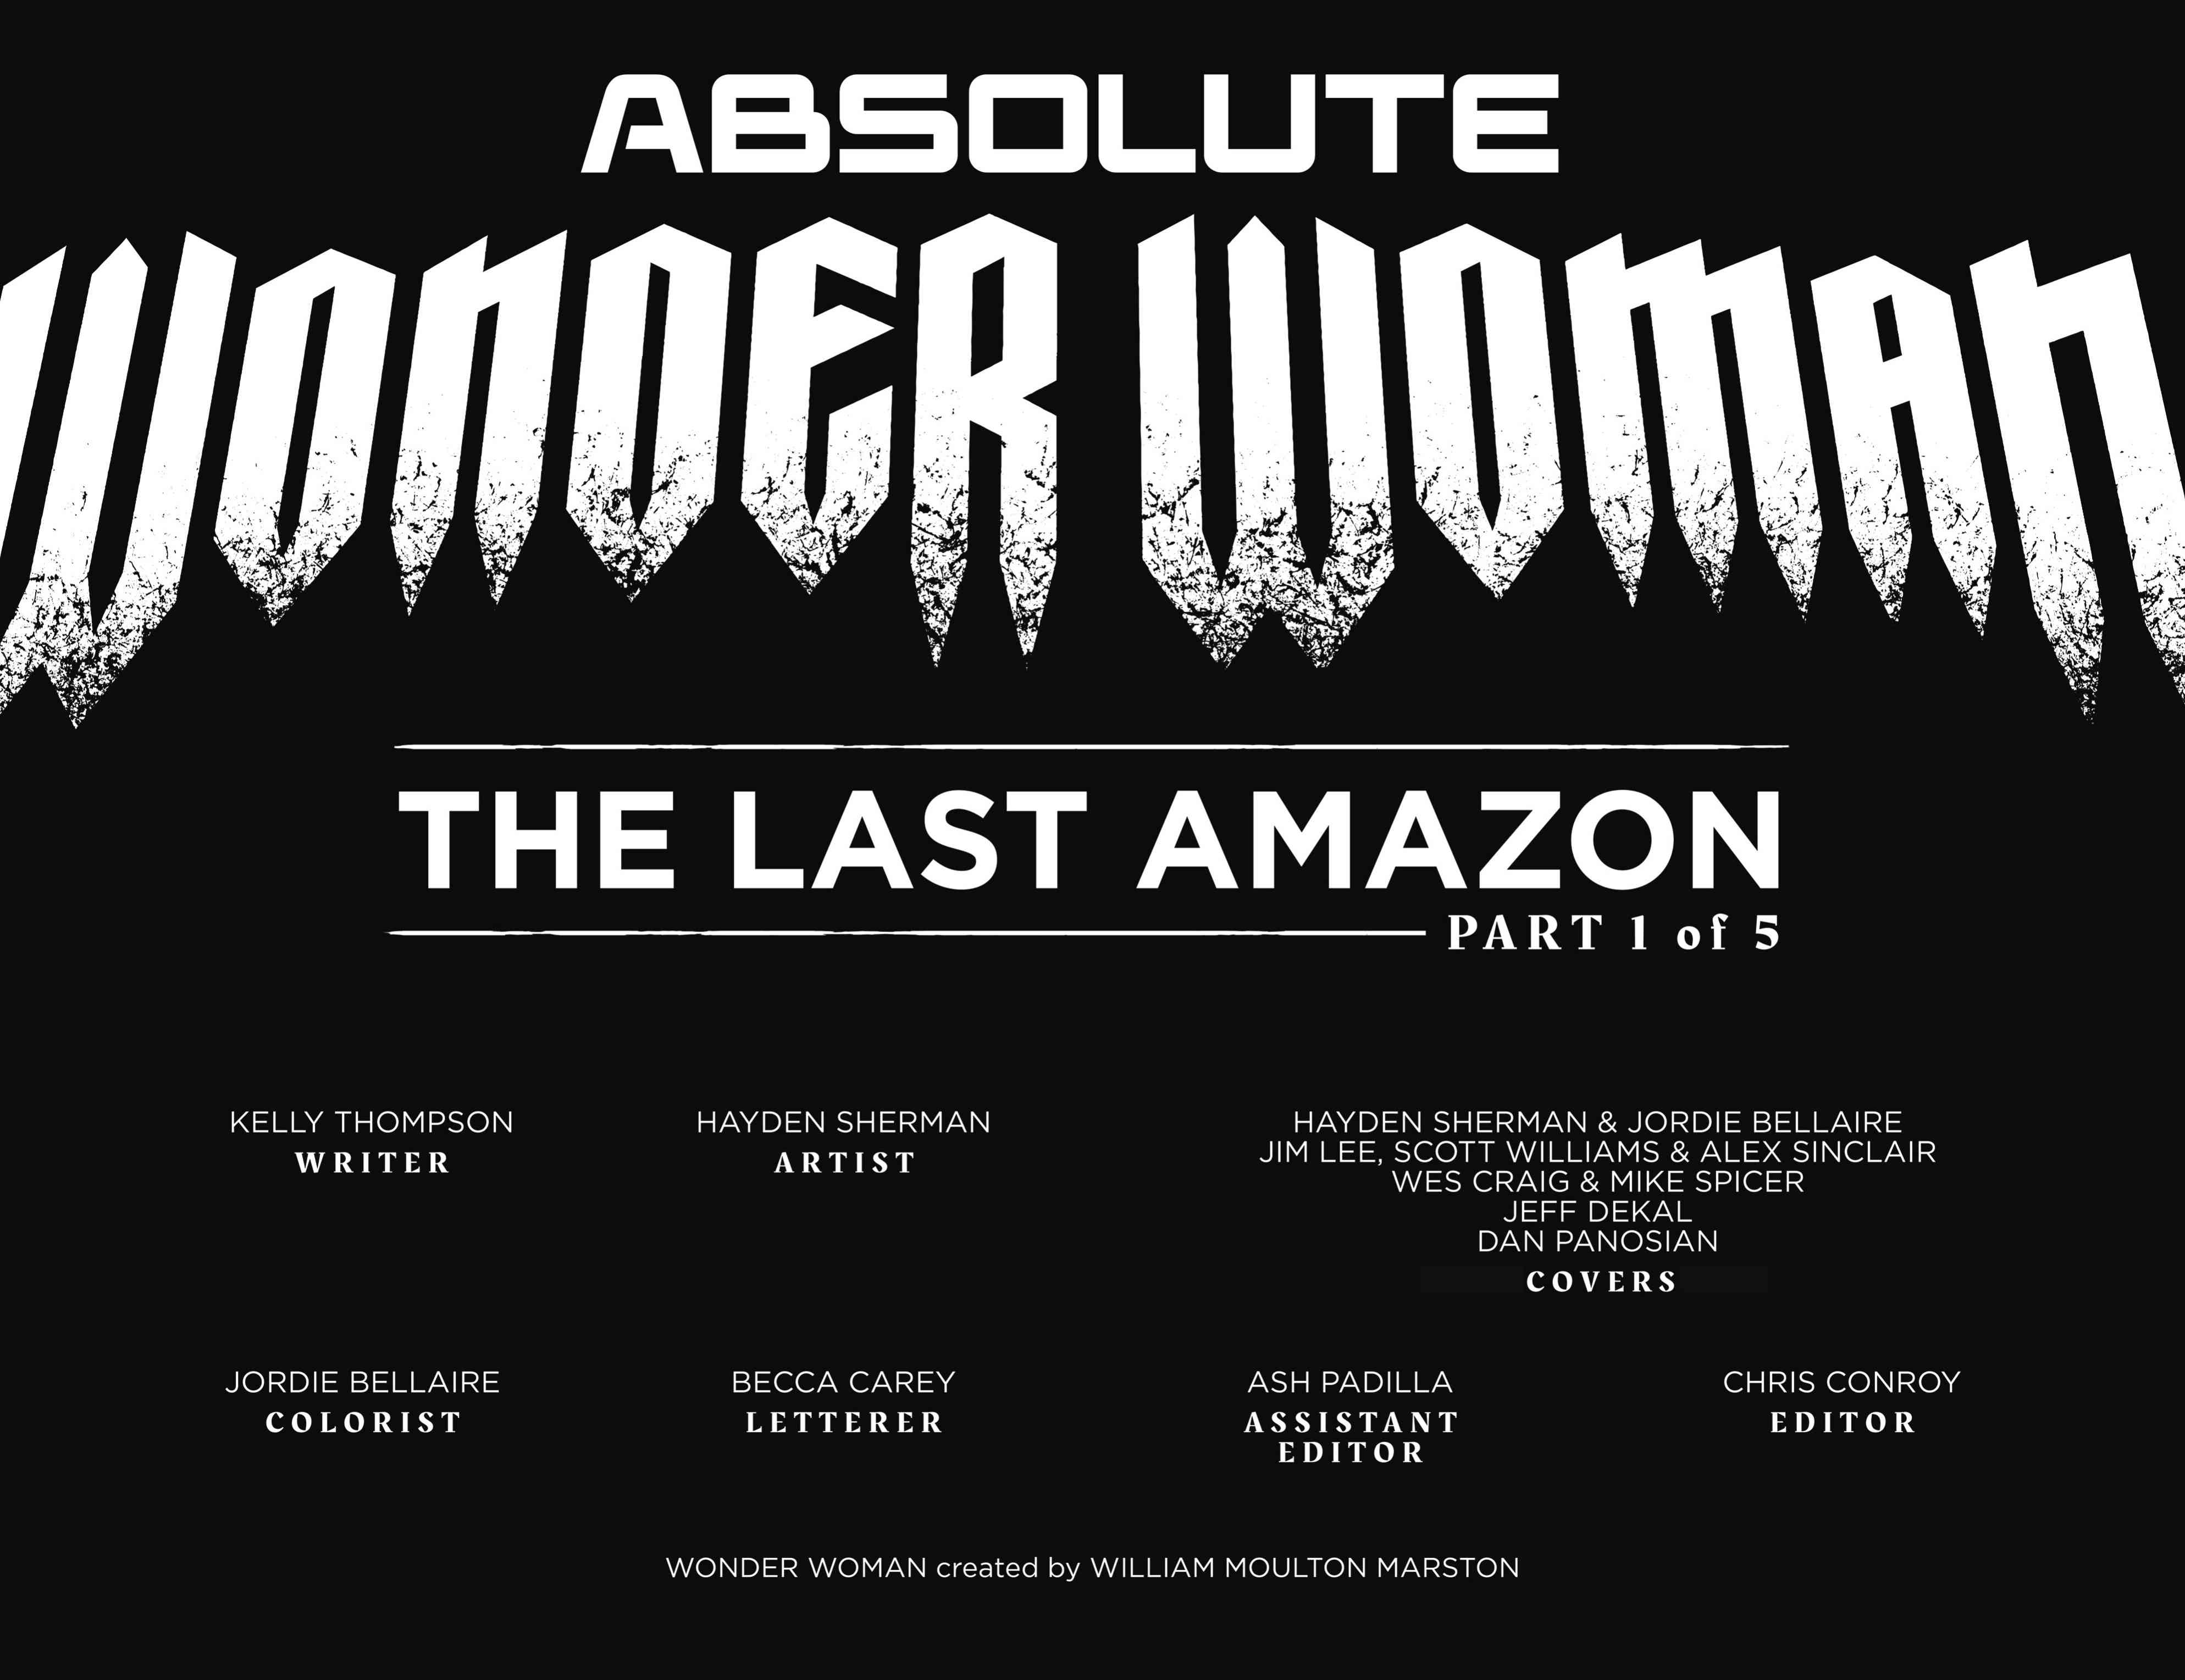 ABSOLUTE
WONDER WOMAN
THE LAST AMAZON
PART 1 of 5
KELLY THOMPSON
WRITER
HAYDEN SHERMAN
ARTIST
HAYDEN SHERMAN & JORDIE BELLAIRE
JIM LEE, SCOTT WILLIAMS & ALEX SINCLAIR
WES CRAIG & MIKE SPICER
JEFF DEKAL
DAN PANOSIAN
COVERS
JORDIE BELLAIRE
COLORIST
BECCA CAREY
LETTERER
ASH PADILLA
ASSISTANT
EDITOR
CHRIS CONROY
EDITOR
WONDER WOMAN created by WILLIAM MOULTON MARSTON